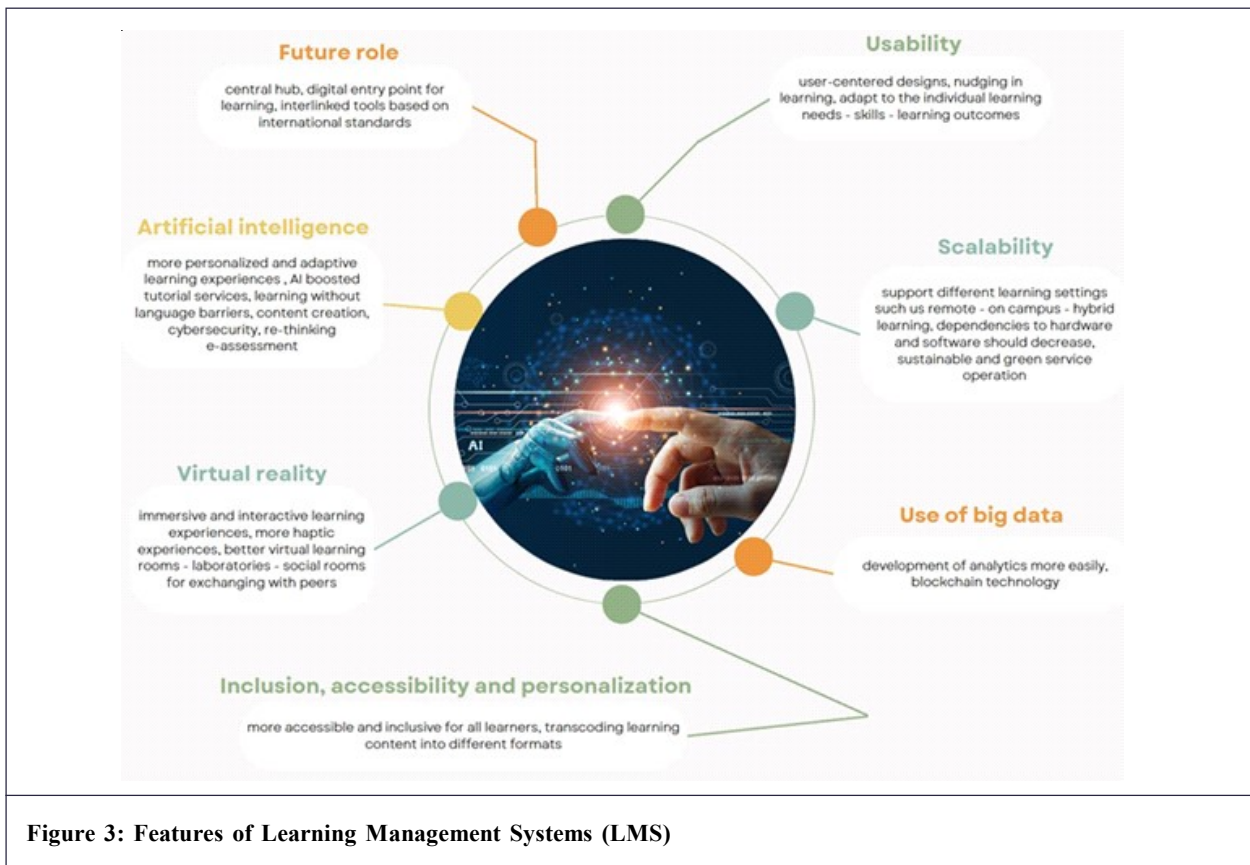 Future role
central hub, digital entry point for
learning, interlinked tools based on
international standards
Usability
user-centered designs, nudging in
learning, adapt to the individual learning
needs - skills - learning outcomes
Artificial intelligence
more personalized and adaptive
learning experiences , AI boosted
tutorial services, learning without
language barriers, content creation,
cybersecurity, re-thinking
e-assessment
Scalability
support different learning settings
such us remote - on campus - hybrid
learning, dependencies to hardware
and software should decrease,
sustainable and green service
operation
AI
Virtual reality
immersive and interactive learning
experiences, more haptic
experiences, better virtual learning
rooms - laboratories - social rooms
for exchanging with peers
Use of big data
development of analytics more easily,
blockchain technology
Inclusion, accessibility and personalization
more accessible and inclusive for all learners, transcoding learning
content into different formats
Figure 3: Features of Learning Management Systems (LMS)